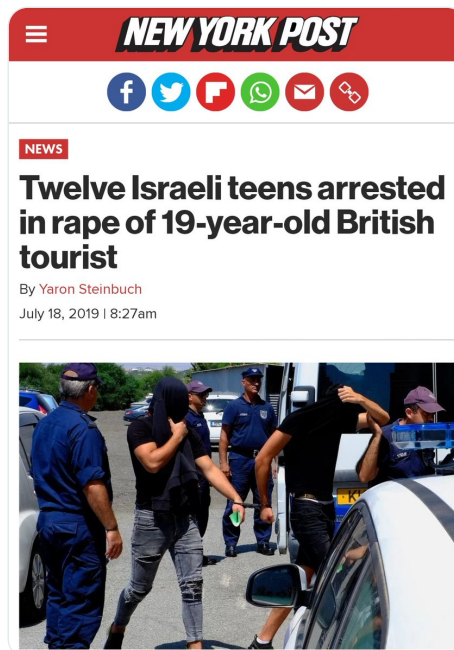 NEW YORK POST
NEWS
Twelve Israeli teens arrested
in rape of 19-year-old British
tourist
By Yaron Steinbuch
July 18, 2019 | 8:27am